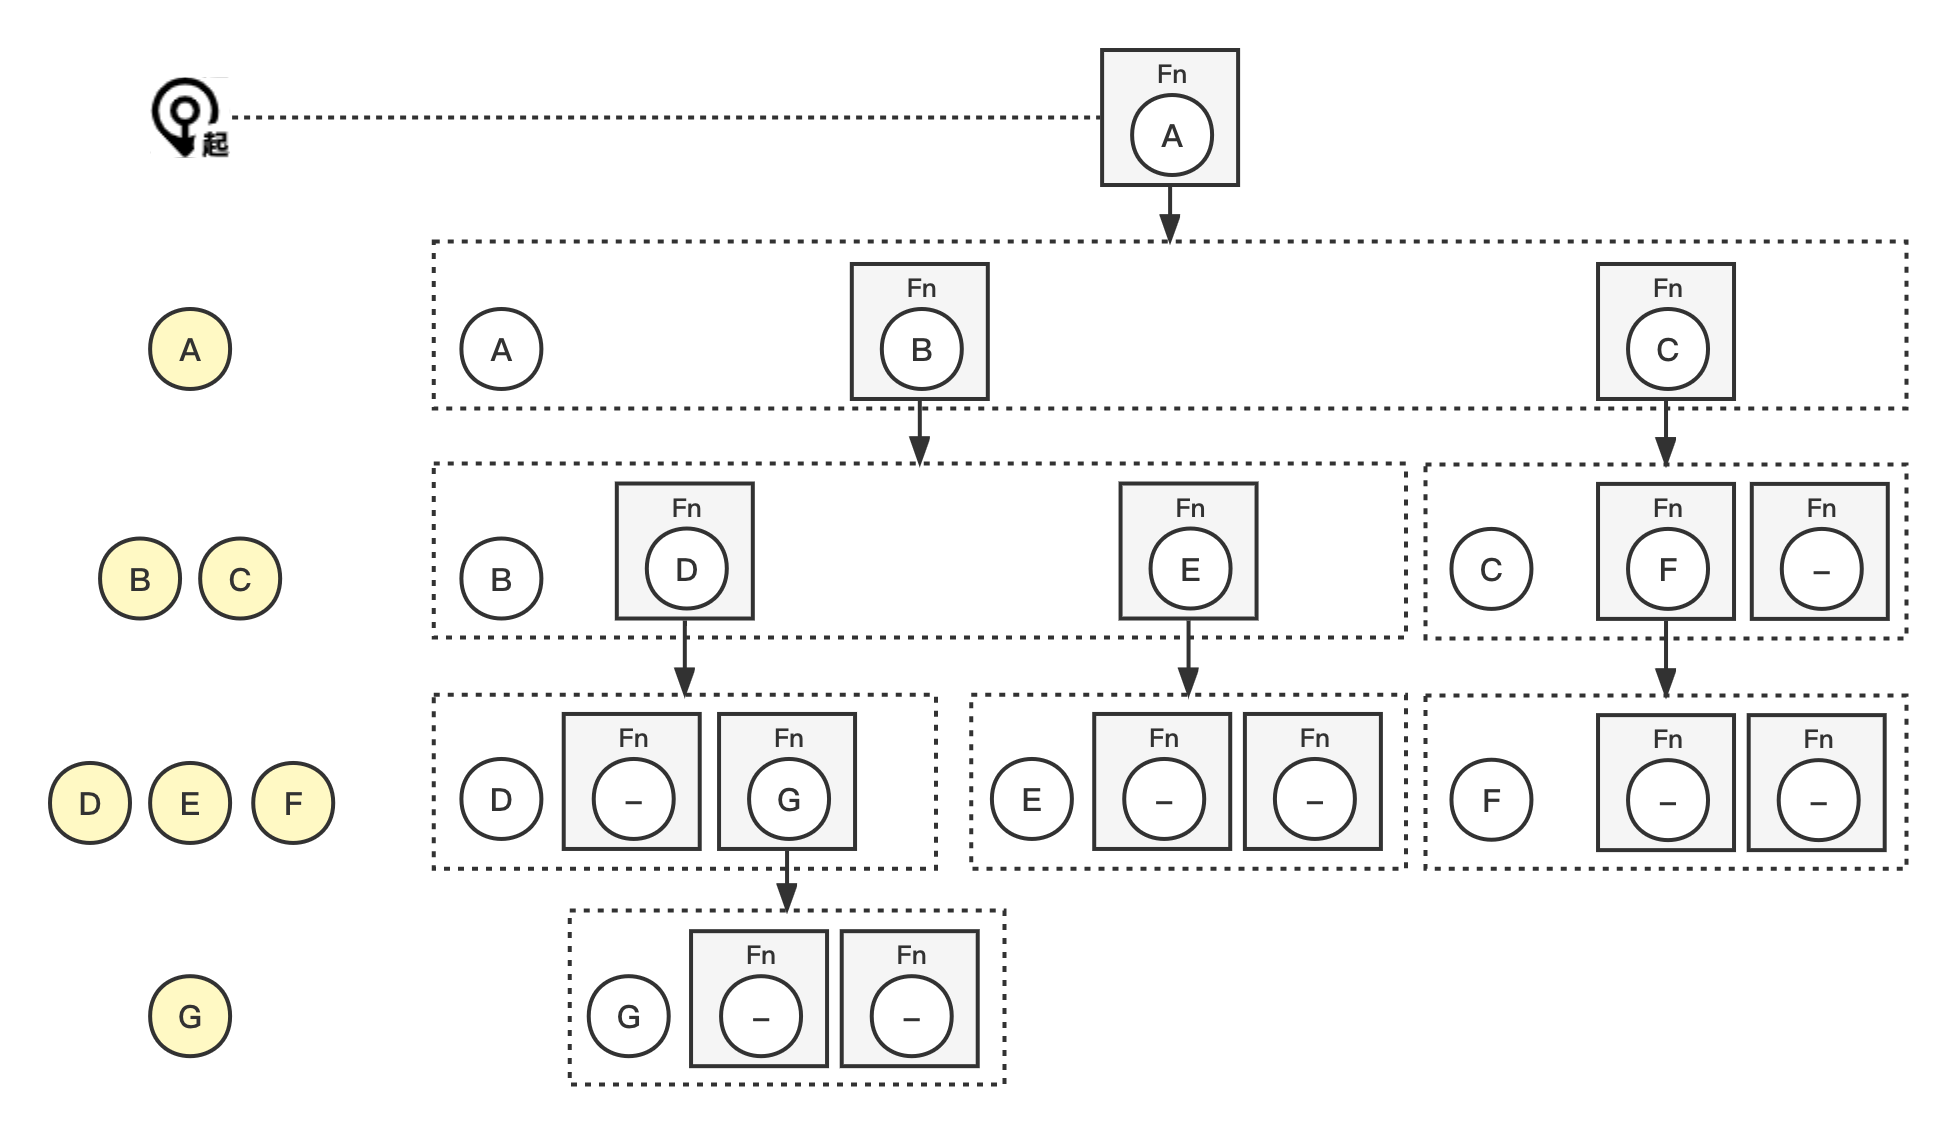 Fn
A
起
Fn Fn
A A B C
Fn Fn Fn Fn
B C B D E C F –
Fn Fn Fn Fn Fn Fn
D E F D – G E – – F – –
Fn Fn
G G – –